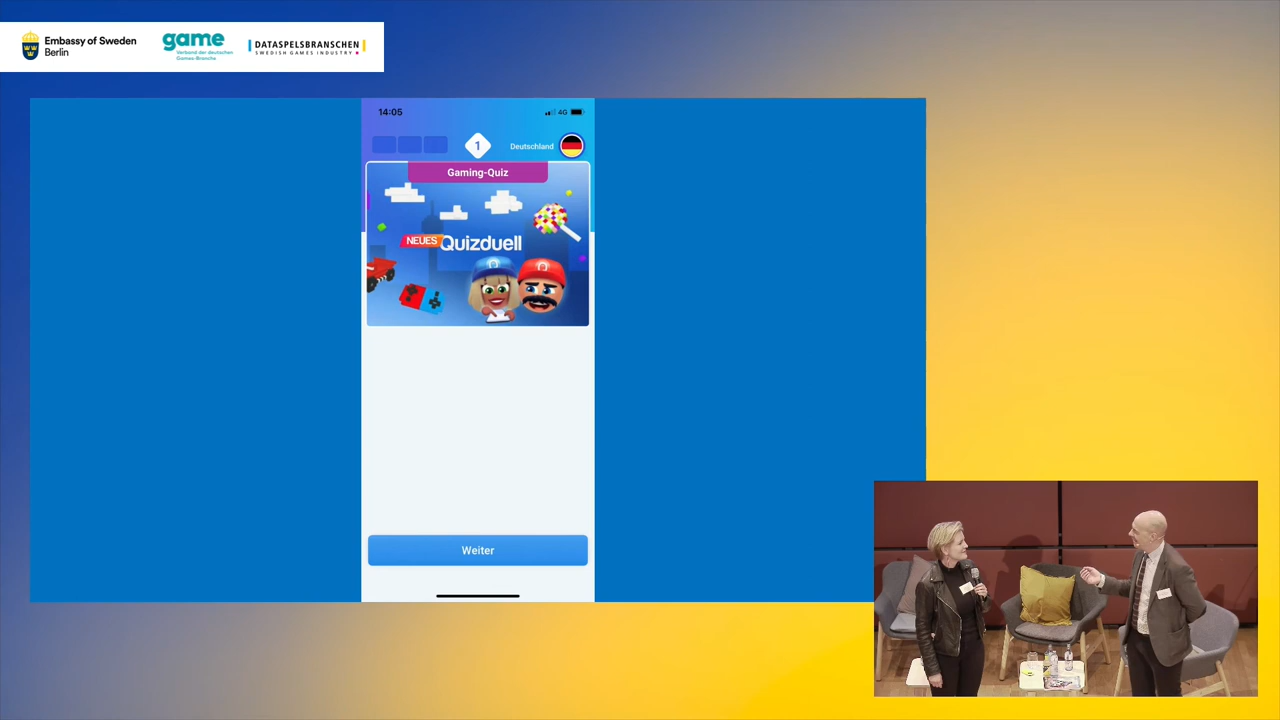 Embassy of Sweden
Berlin
game
Verband der deutschen
Games-Branche
DATASPELSBRANSCHEN
SWEDISH GAMES INDUSTRY
14:05
4G
1
Deutschland
Gaming-Quiz
NEUES Quizduell
Weiter